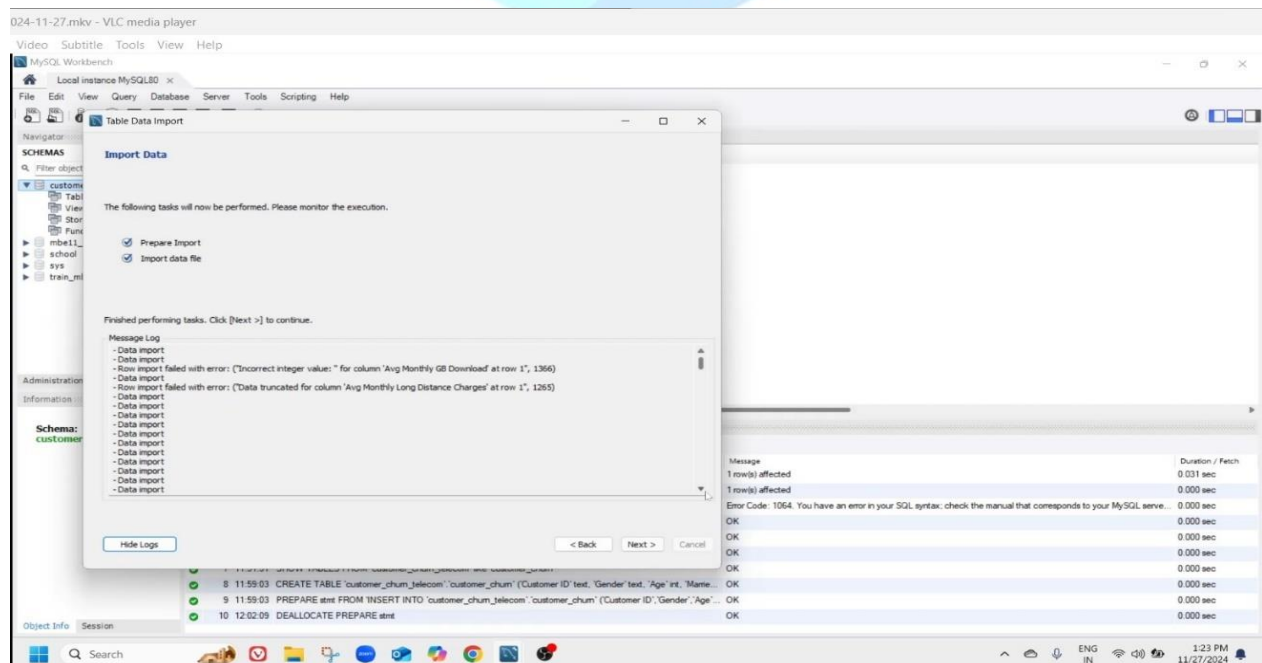 024-11-27.mkv - VLC media player
Video Subtitle Tools View Help
MySQL Workbench
Local instance MySQL80
File Edit View Query Database Server Tools Scripting Help
Table Data Import
Navigator
SCHEMAS
Filter object
Import Data
custome
Tabl
View
Stor
Func
mbe11_
school
sys
train_ml
The following tasks will now be performed. Please monitor the execution.
Prepare Import
Import data file
Finished performing tasks. Click [Next >] to continue.
Message Log
- Data import
- Data import
- Row import failed with error: ("Incorrect integer value: '' for column 'Avg Monthly GB Download' at row 1", 1366)
- Data import
- Row import failed with error: ("Data truncated for column 'Avg Monthly Long Distance Charges' at row 1", 1265)
- Data import
- Data import
- Data import
- Data import
- Data import
- Data import
- Data import
- Data import
- Data import
- Data import
- Data import
Administration
Information
Schema:
customer
Hide Logs
< Back Next > Cancel
Message Duration / Fetch
1 row(s) affected 0.031 sec
1 row(s) affected 0.000 sec
Error Code: 1064. You have an error in your SQL syntax; check the manual that corresponds to your MySQL serve... 0.000 sec
OK 0.000 sec
OK 0.000 sec
OK 0.000 sec
OK 0.000 sec
8 11:59:03 CREATE TABLE `customer_churn_telecom`.`customer_churn` (`Customer ID` text, `Gender` text, `Age` int, `Marrie... OK 0.000 sec
9 11:59:03 PREPARE stmt FROM 'INSERT INTO `customer_churn_telecom`.`customer_churn` (`Customer ID`,`Gender`,`Age`... OK 0.000 sec
10 12:02:09 DEALLOCATE PREPARE stmt OK 0.000 sec
Object Info Session
Search
ENG
IN
1:23 PM
11/27/2024